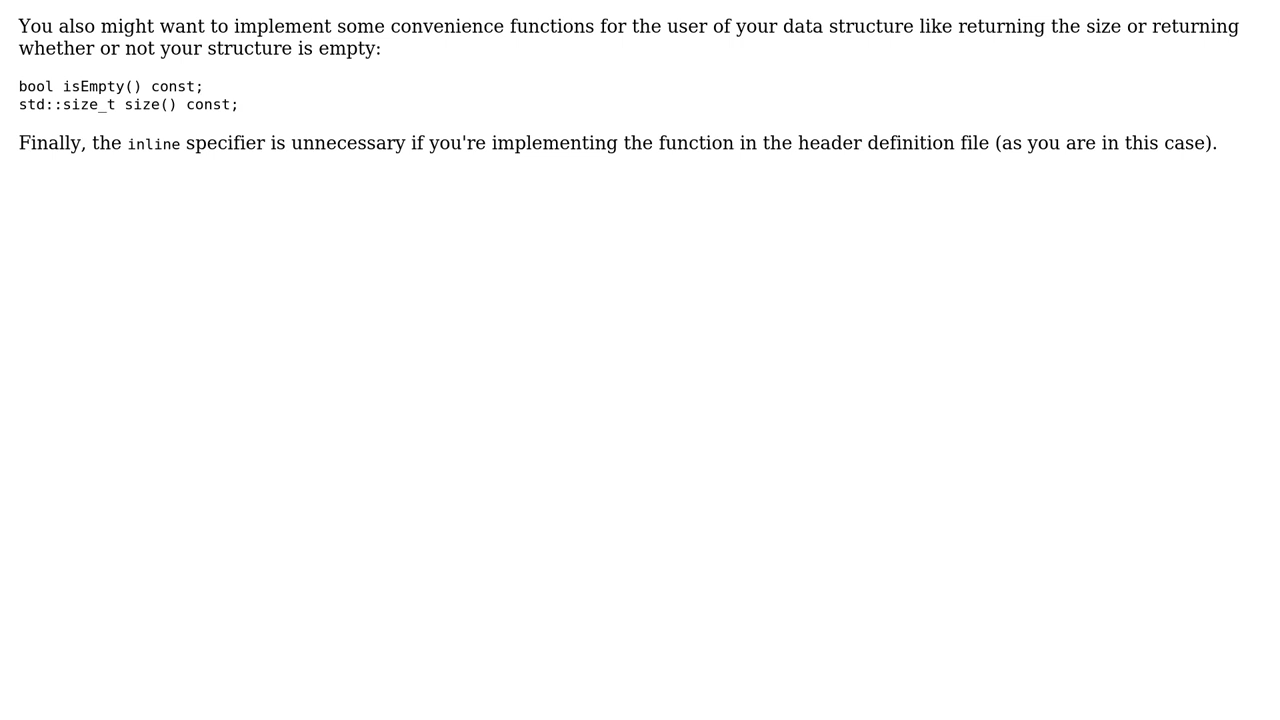 You also might want to implement some convenience functions for the user of your data structure like returning the size or returning
whether or not your structure is empty:
bool isEmpty() const;
std::size_t size() const;
Finally, the inline specifier is unnecessary if you're implementing the function in the header definition file (as you are in this case).